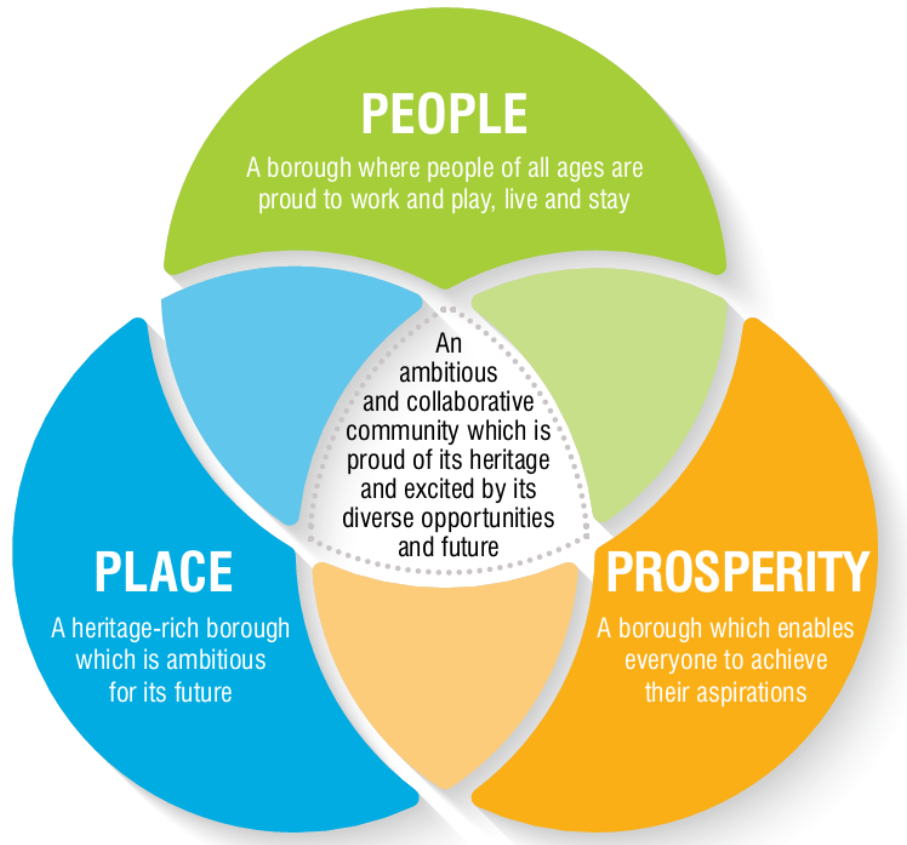 PEOPLE
A borough where people of all ages are
proud to work and play, live and stay
An
ambitious
and collaborative
community which is
proud of its heritage
and excited by its
diverse opportunities
and future
PLACE
A heritage-rich borough
which is ambitious
for its future
PROSPERITY
A borough which enables
everyone to achieve
their aspirations